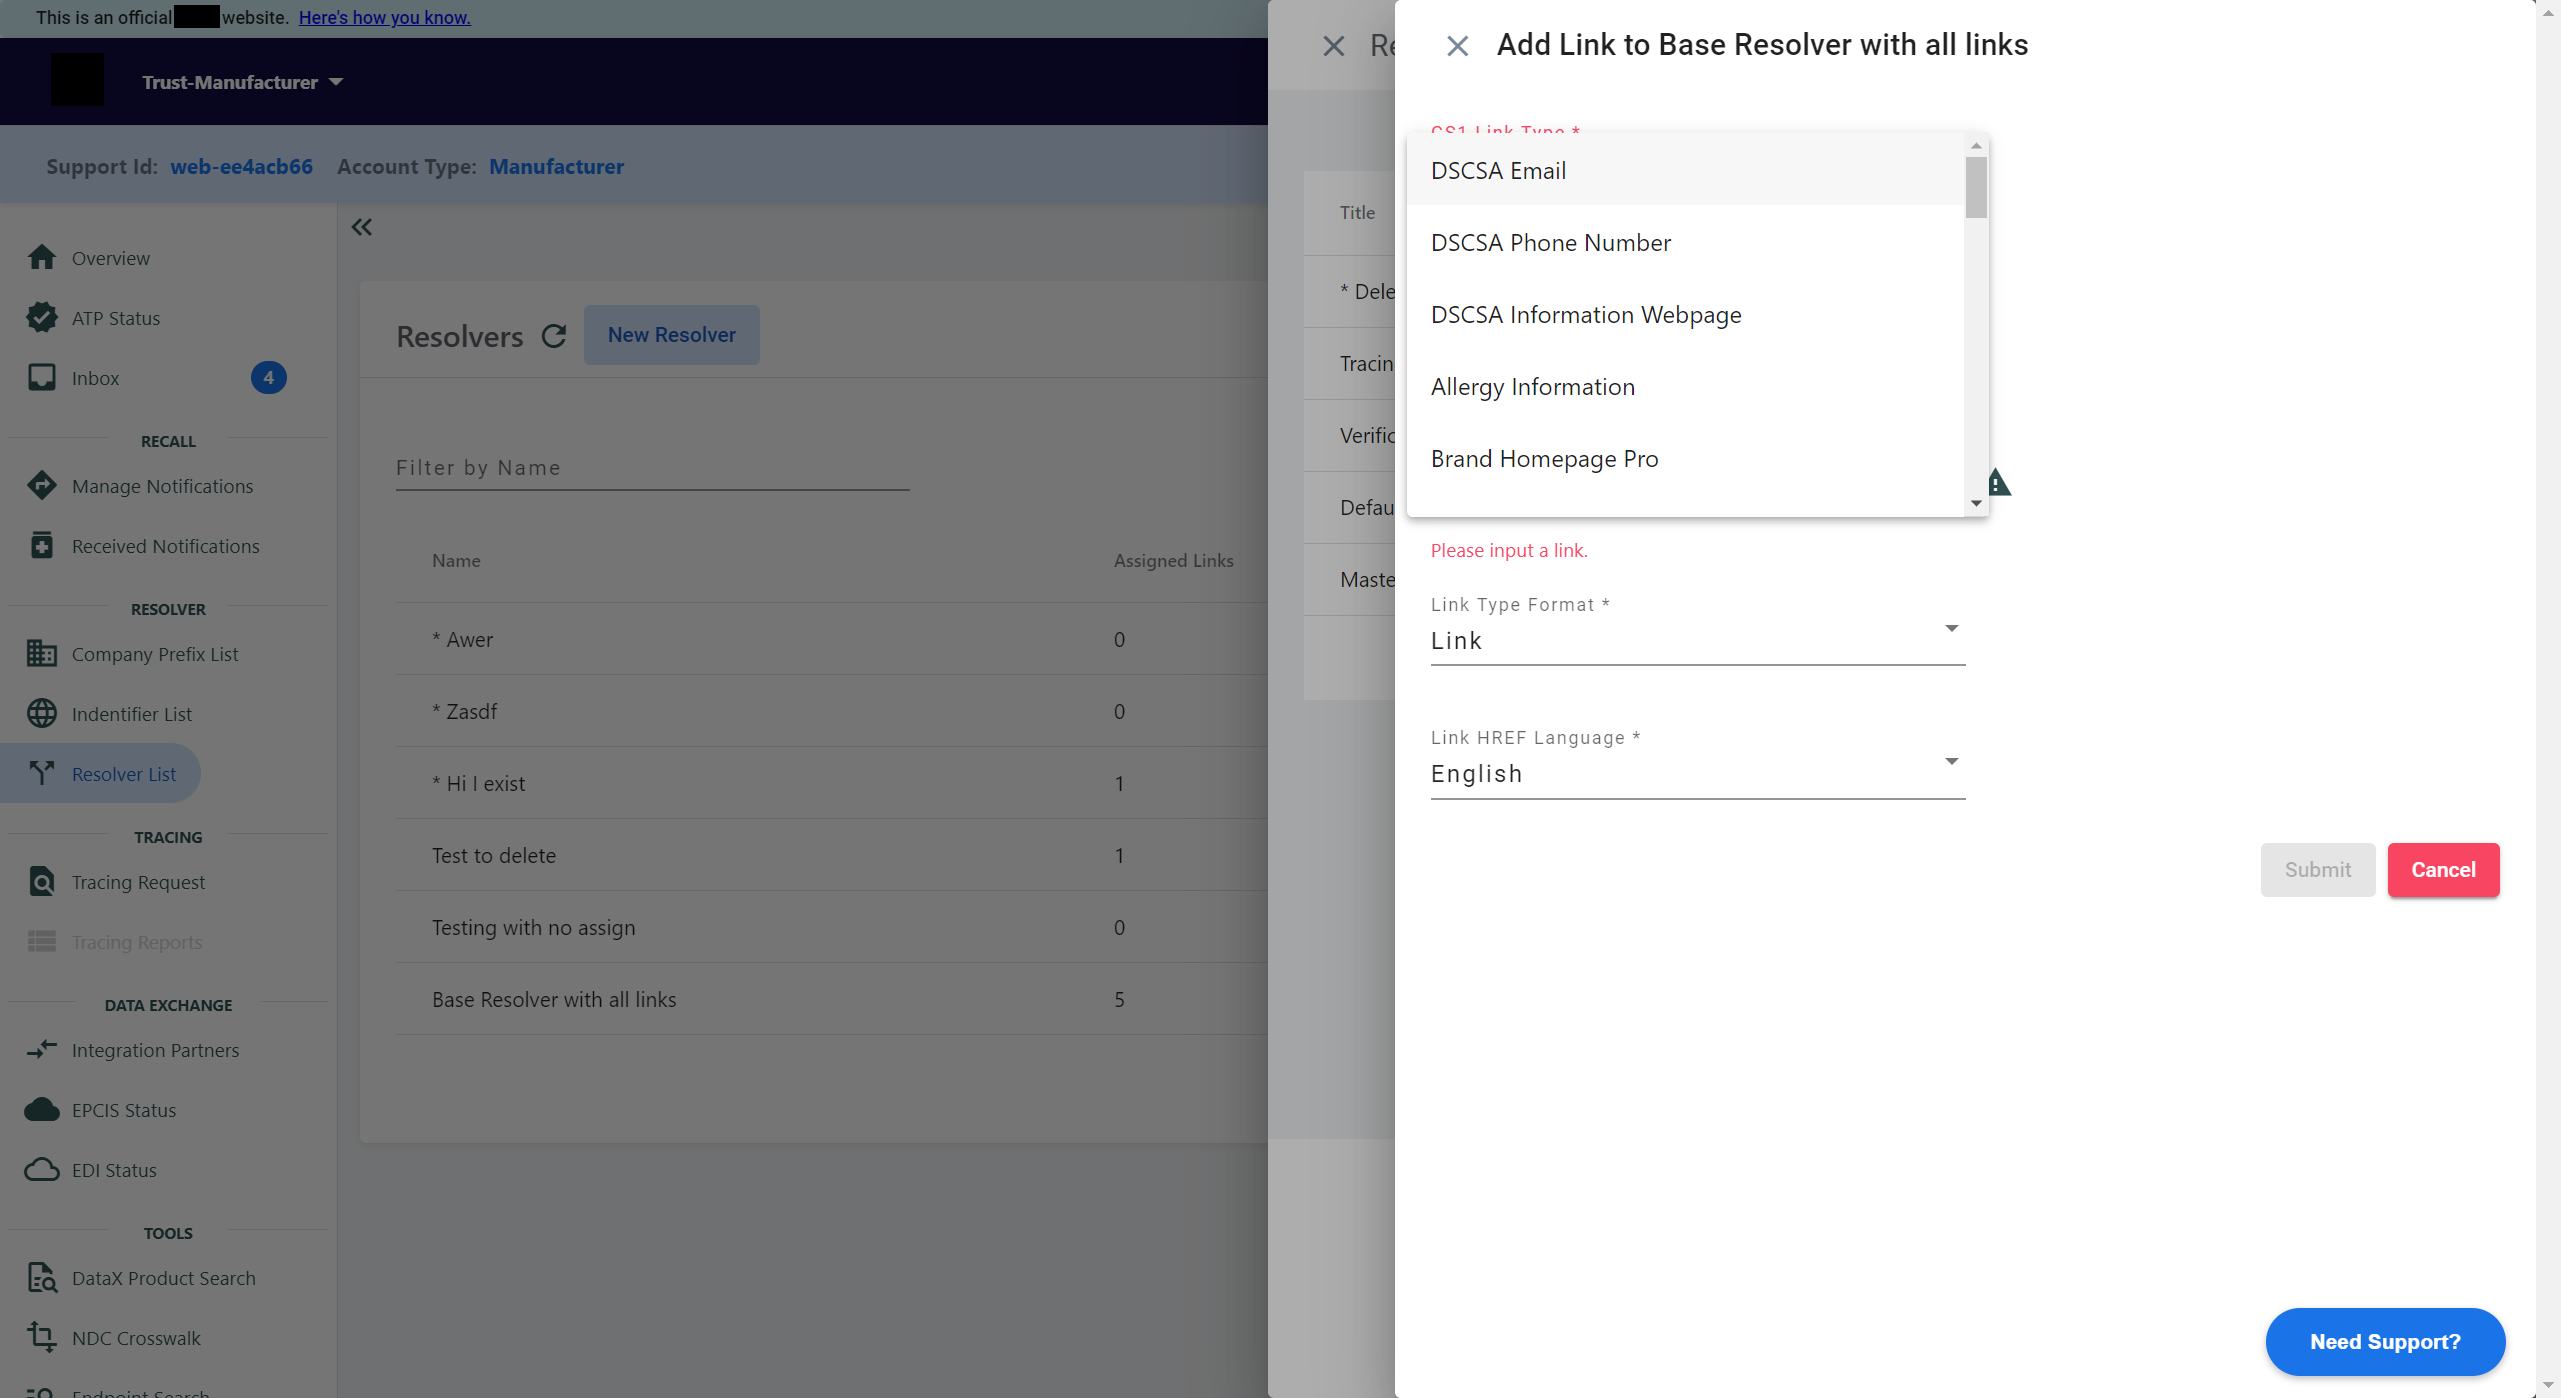 This is an official website. Here's how you know.
Trust-Manufacturer
Support Id: web-ee4acb66 Account Type: Manufacturer
Overview
ATP Status
Inbox 4
RECALL
Manage Notifications
Received Notifications
RESOLVER
Company Prefix List
Indentifier List
Resolver List
TRACING
Tracing Request
Tracing Reports
DATA EXCHANGE
Integration Partners
EPCIS Status
EDI Status
TOOLS
DataX Product Search
NDC Crosswalk
Endpoint Search
Resolvers New Resolver
Filter by Name
Name Assigned Links
* Awer 0
* Zasdf 0
* Hi I exist 1
Test to delete 1
Testing with no assign 0
Base Resolver with all links 5
Re
Title
* Dele
Tracin
Verific
Defau
Maste
Add Link to Base Resolver with all links
GS1 Link Type *
DSCSA Email
DSCSA Phone Number
DSCSA Information Webpage
Allergy Information
Brand Homepage Pro
Please input a link.
Link Type Format *
Link
Link HREF Language *
English
Submit Cancel
Need Support?